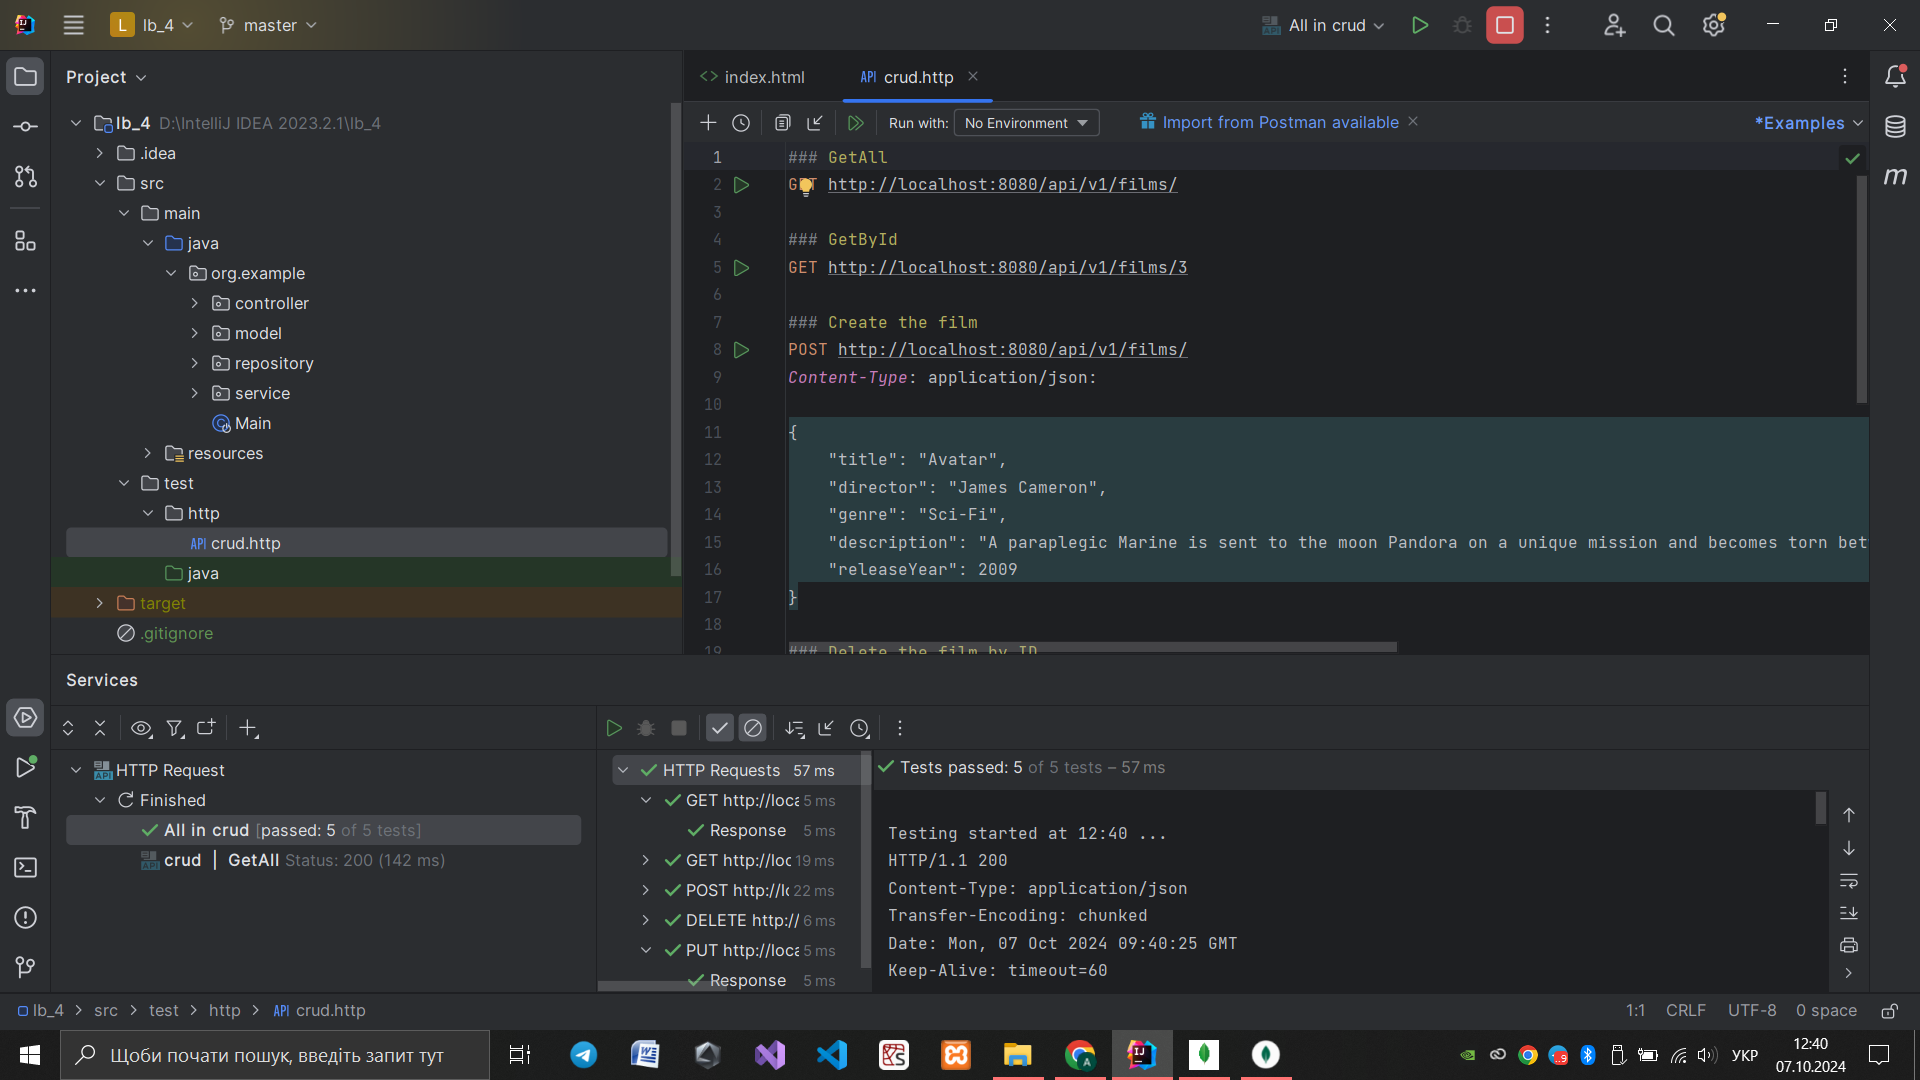 L lb_4 master All in crud
Project
index.html
API crud.http
lb_4 D:\IntelliJ IDEA 2023.2.1\lb_4
.idea
src
main
java
org.example
controller
model
repository
service
Main
resources
test
http
API crud.http
java
target
.gitignore
Run with: No Environment
Import from Postman available
*Examples
1 ### GetAll
2 GET http://localhost:8080/api/v1/films/
3
4 ### GetById
5 GET http://localhost:8080/api/v1/films/3
6
7 ### Create the film
8 POST http://localhost:8080/api/v1/films/
9 Content-Type: application/json:
10
11 {
12 "title": "Avatar",
13 "director": "James Cameron",
14 "genre": "Sci-Fi",
15 "description": "A paraplegic Marine is sent to the moon Pandora on a unique mission and becomes torn bet
16 "releaseYear": 2009
17 }
18
19 ### Delete the film by ID
m
Services
HTTP Request
Finished
All in crud [passed: 5 of 5 tests]
API crud | GetAll Status: 200 (142 ms)
HTTP Requests 57 ms
GET http://loca 5 ms
Response 5 ms
GET http://loc 19 ms
POST http://l 22 ms
DELETE http:// 6 ms
PUT http://loca 5 ms
Response 5 ms
Tests passed: 5 of 5 tests – 57 ms
Testing started at 12:40 ...
HTTP/1.1 200
Content-Type: application/json
Transfer-Encoding: chunked
Date: Mon, 07 Oct 2024 09:40:25 GMT
Keep-Alive: timeout=60
lb_4 > src > test > http > API crud.http
1:1 CRLF UTF-8 0 space
Щоби почати пошук, введіть запит тут
УКР
12:40
07.10.2024